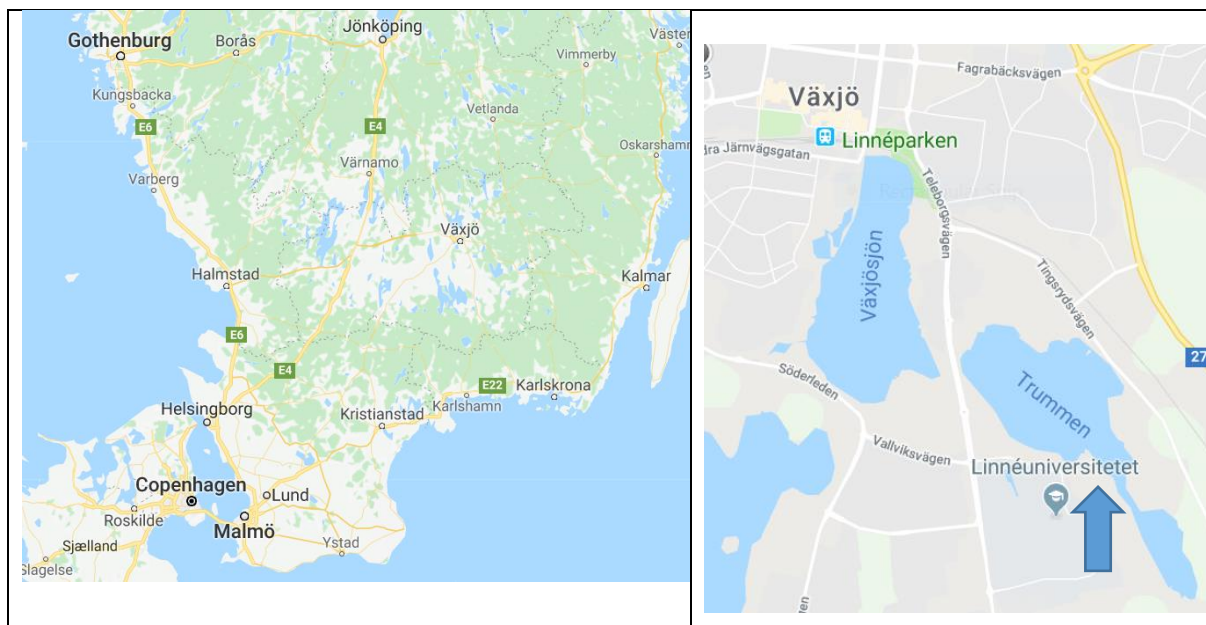 Gothenburg
Borås
Jönköping
Väster
Vimmerby
Kungsbacka
E6
E4
Vetlanda
Oskarshamn
Värnamo
Varberg
Växjö
Halmstad
Kalmar
E6
E4
E22
Karlskrona
Karlshamn
Helsingborg
Kristianstad
Copenhagen
Lund
Roskilde
Malmö
Sjælland
Ystad
Slagelse
Fagrabäcksvägen
Växjö
Linnéparken
ra Järnvägsgatan
Teleborgsvägen
Växjösjön
Tingsrydsvägen
27
Söderleden
Trummen
Vallviksvägen
Linnéuniversitetet